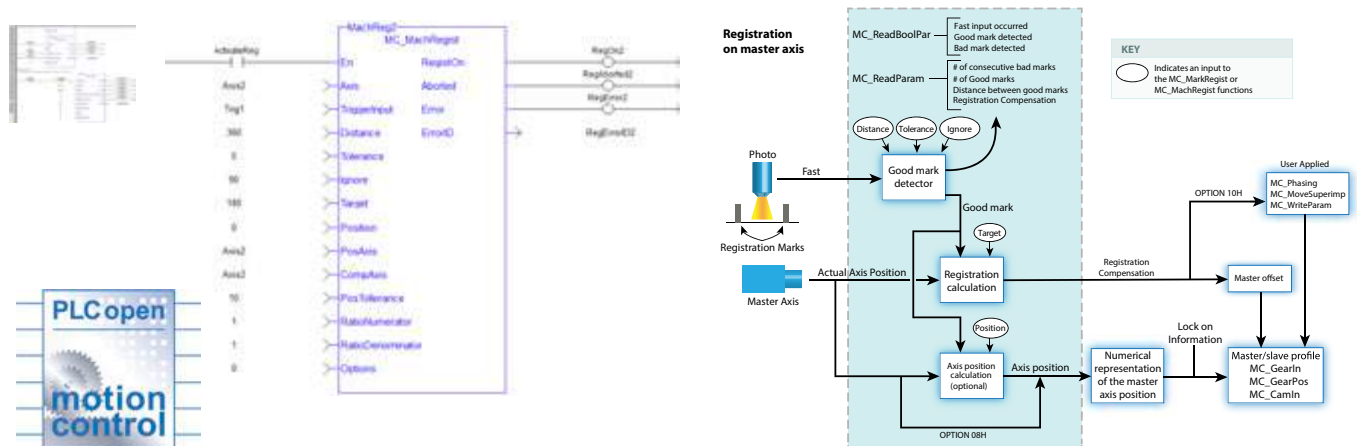 MachReg2
MC_MachRegist
ActivateReg
En
RegistOn
RegOn2
Axis2
Axis
Aborted
RegAborted2
Trig1
TriggerInput
Error
RegError2
360
Distance
ErrorID
RegErrorID2
Tolerance
Ignore
Target
0
Position
Axis2
PosAxis
Axis2
CompAxis
10
PosTolerance
1
RatioNumerator
1
RatioDenominator
0
Options
PLCopen
motion
control
Registration
on master axis
MC_ReadBoolPar
Fast input occurred
Good mark detected
Bad mark detected
MC_ReadParam
# of consecutive bad marks
# of Good marks
Distance between good marks
Registration Compensation
KEY
Indicates an input to
the MC_MarkRegist or
MC_MachRegist functions
Distance
Tolerance
Ignore
Photo
Fast
Good mark
detector
Registration Marks
Good mark
Target
User Applied
MC_Phasing
MC_MoveSuperimp
MC_WriteParam
OPTION 10H
Master Axis
Actual Axis Position
Registration
calculation
Registration
Compensation
Master offset
Position
Lock on
Information
Axis position
calculation
(optional)
Axis position
Numerical
representation
of the master
axis position
Master/slave profile
MC_GearIn
MC_GearPos
MC_CamIn
OPTION 08H